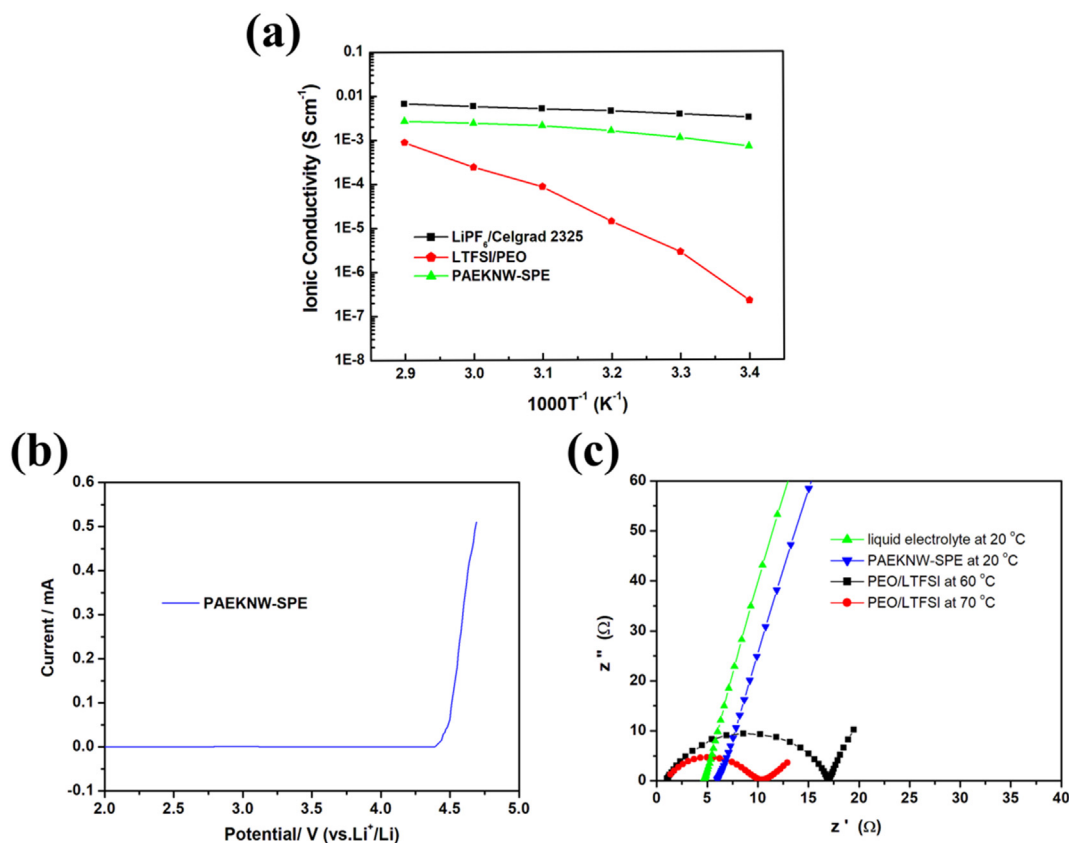 (a)
0.1
0.01
1E-3
1E-4
1E-5
1E-6
1E-7
1E-8
Ionic Conductivity (S cm⁻¹)
LiPF₆/Celgrad 2325
LTFSI/PEO
PAEKNW-SPE
2.9 3.0 3.1 3.2 3.3 3.4
1000T⁻¹ (K⁻¹)
(b)
0.6
0.5
0.4
0.3
0.2
0.1
0.0
-0.1
Current / mA
PAEKNW-SPE
2.0 2.5 3.0 3.5 4.0 4.5 5.0
Potential/ V (vs.Li⁺/Li)
(c)
60
50
40
30
20
10
0
z '' (Ω)
liquid electrolyte at 20 °C
PAEKNW-SPE at 20 °C
PEO/LTFSI at 60 °C
PEO/LTFSI at 70 °C
0 5 10 15 20 25 30 35 40
z ' (Ω)